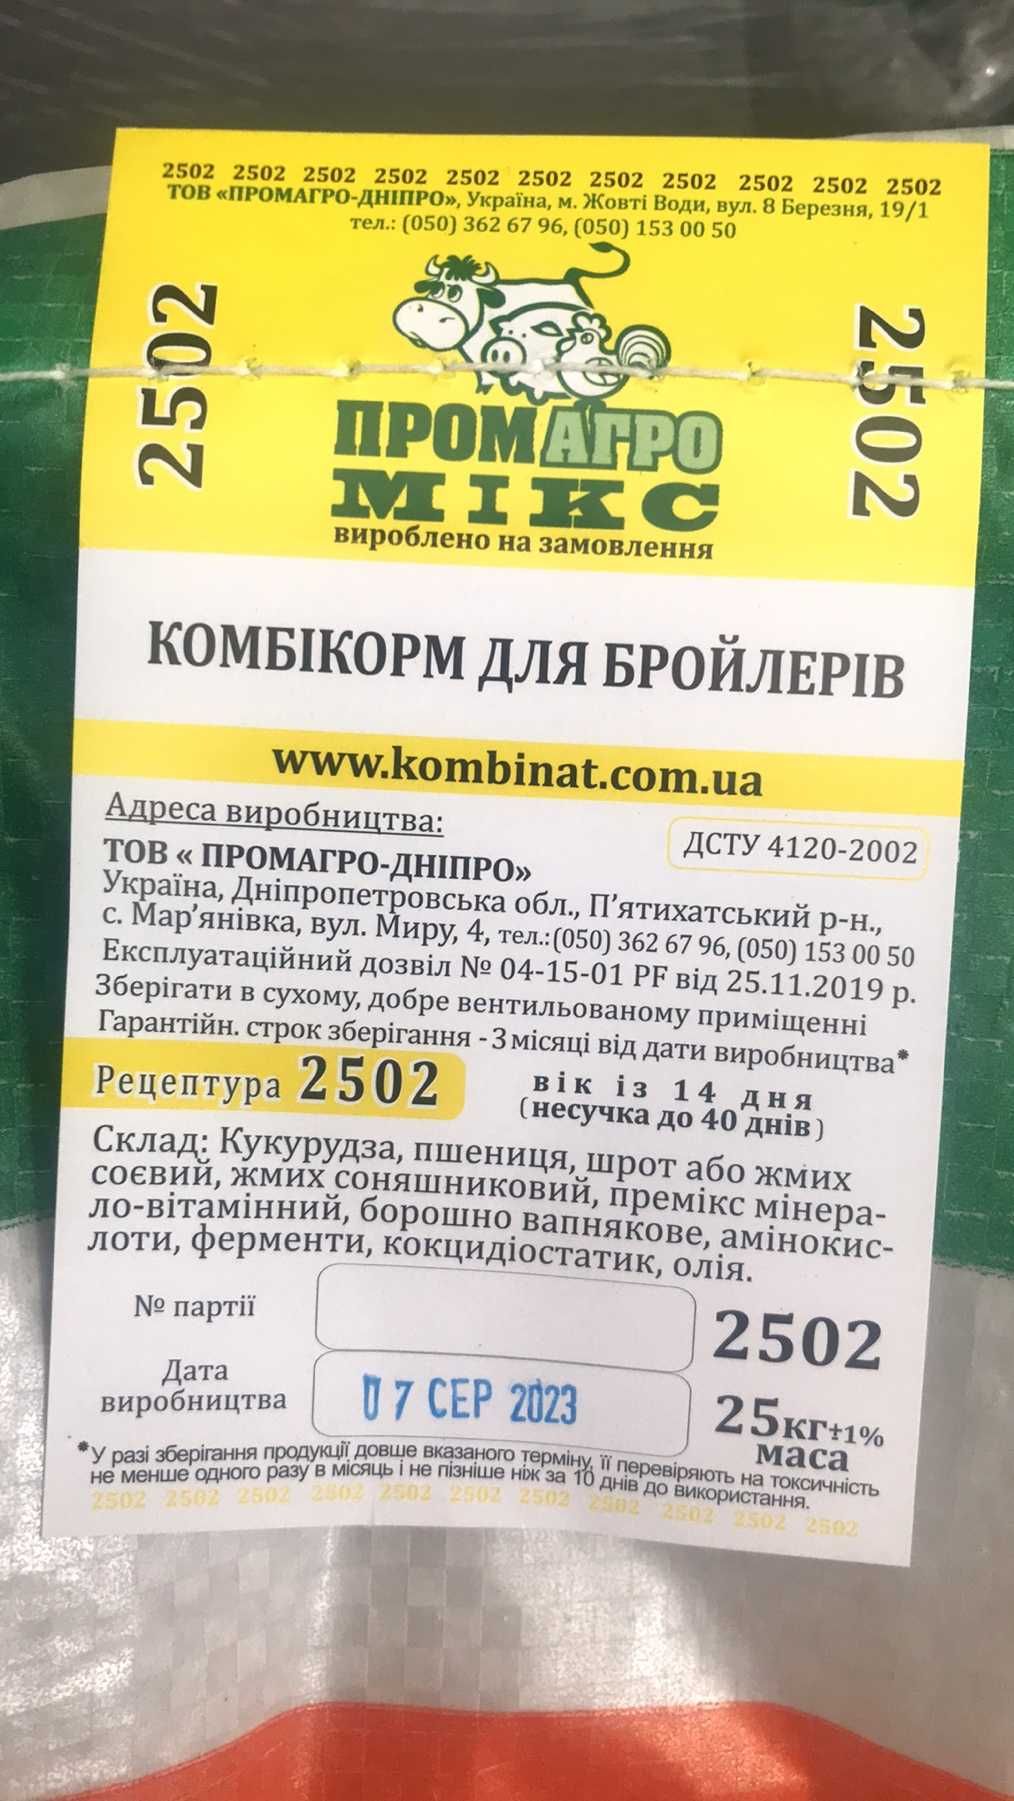 2502 2502 2502 2502 2502 2502 2502 2502 2502 2502 2502
ТОВ «ПРОМАГРО-ДНІПРО», Україна, м. Жовті Води, вул. 8 Березня, 19/1
тел.: (050) 362 67 96, (050) 153 00 50
2502
2502
ПРОМАГРО
МІКС
вироблено на замовлення
КОМБІКОРМ ДЛЯ БРОЙЛЕРІВ
www.kombinat.com.ua
Адреса виробництва:
ДСТУ 4120-2002
ТОВ « ПРОМАГРО-ДНІПРО»
Україна, Дніпропетровська обл., П’ятихатський р-н.,
с. Мар’янівка, вул. Миру, 4, тел.:(050) 362 67 96, (050) 153 00 50
Експлуатаційний дозвіл № 04-15-01 PF від 25.11.2019 р.
Зберігати в сухому, добре вентильованому приміщенні
Гарантійн. строк зберігання - 3 місяці від дати виробництва*
Рецептура 2502
вік із 14 дня
(несучка до 40 днів)
Склад: Кукурудза, пшениця, шрот або жмих
соєвий, жмих соняшниковий, премікс мінера-
ло-вітамінний, борошно вапнякове, амінокис-
лоти, ферменти, кокцидіостатик, олія.
№ партії
2502
Дата
виробництва
07 СЕР 2023
25кг±1%
маса
*У разі зберігання продукції довше вказаного терміну, її перевіряють на токсичність
не менше одного разу в місяць і не пізніше ніж за 10 днів до використання.
2502 2502 2502 2502 2502 2502 2502 2502 2502 2502 2502